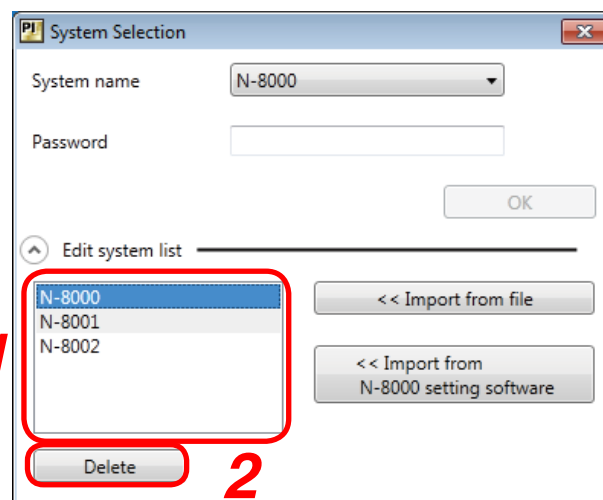 PJ System Selection
System name N-8000
Password
OK
Edit system list
N-8000
<< Import from file
N-8001
N-8002
<< Import from
N-8000 setting software
Delete
2